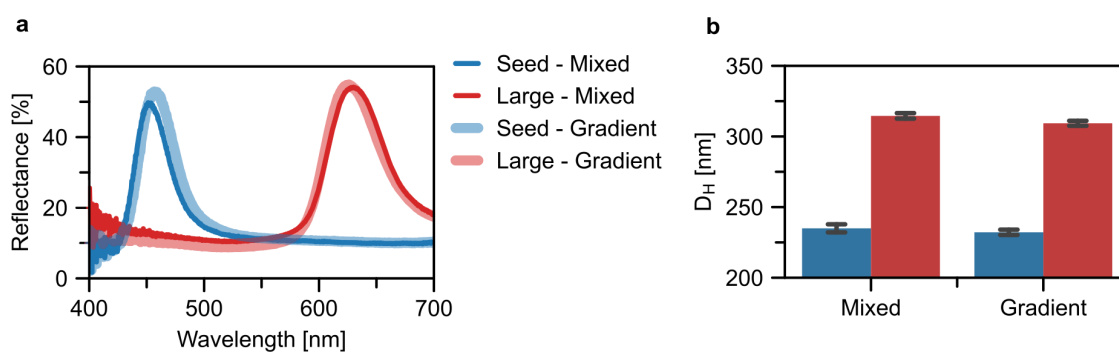 a
Reflectance [%]
60
40
20
0
400
500
600
700
Wavelength [nm]
Seed - Mixed
Large - Mixed
Seed - Gradient
Large - Gradient
b
D_H [nm]
350
300
250
200
Mixed
Gradient